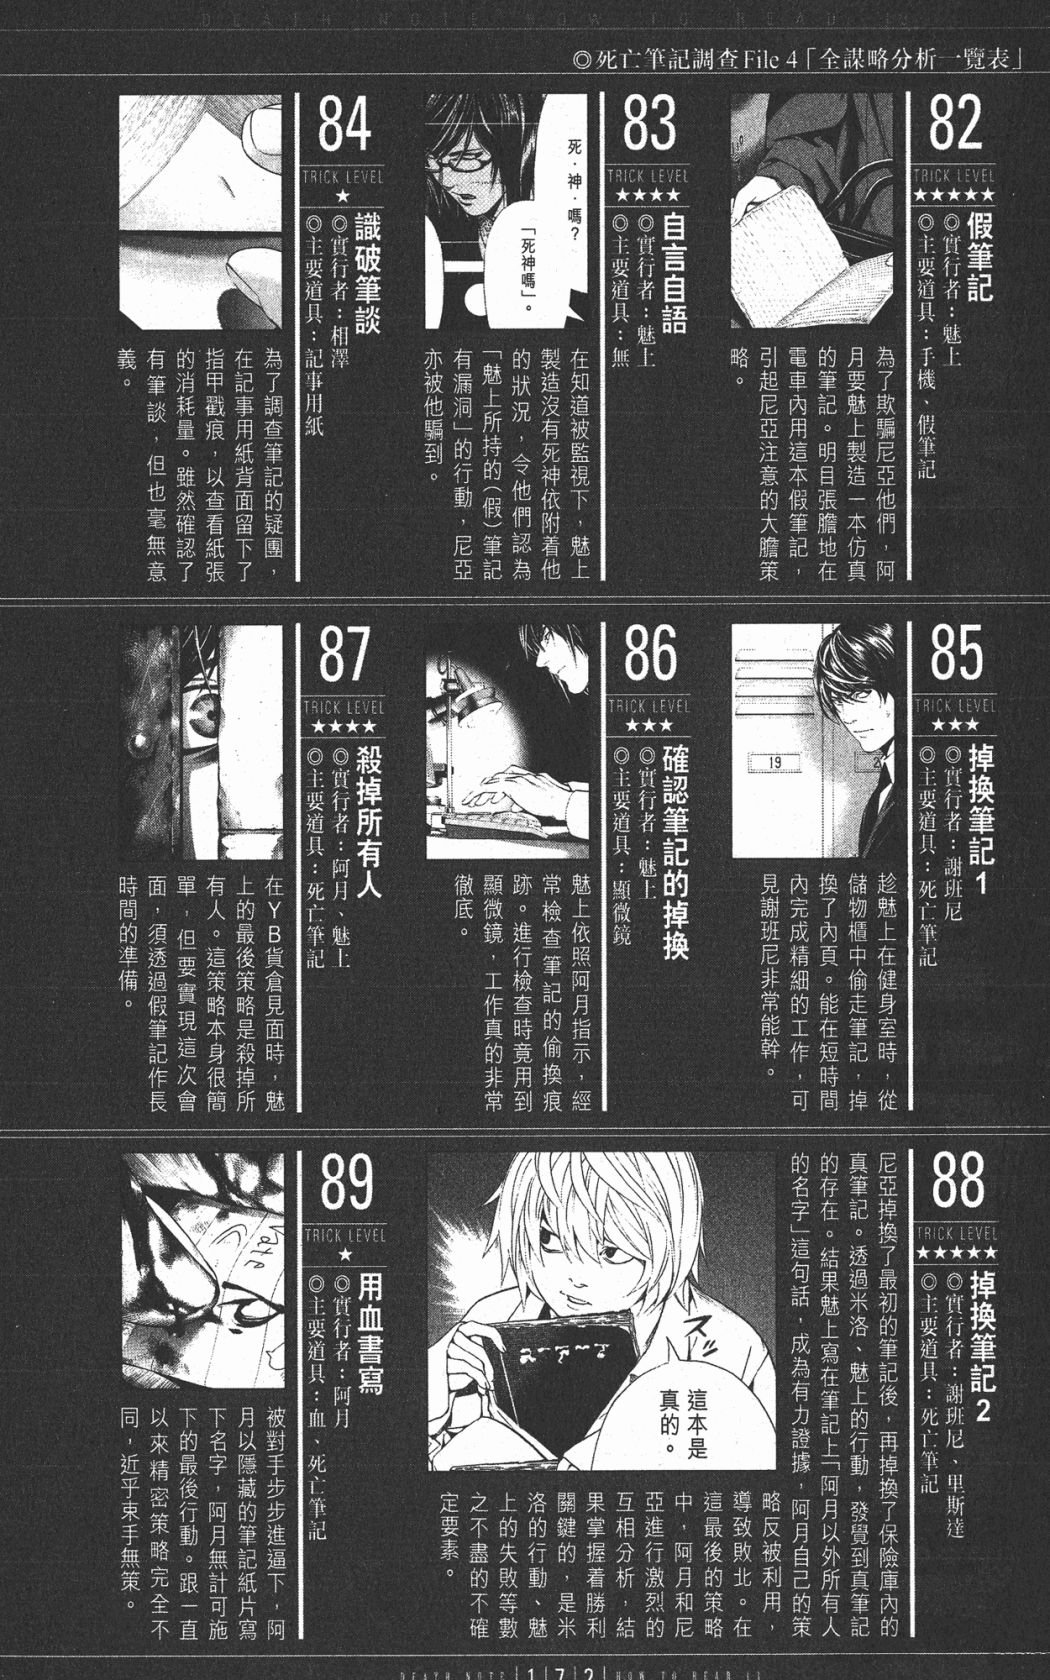 DEATH NOTE HOW TO READ 13
◎死亡筆記調查File 4「全謀略分析一覽表」
82
TRICK LEVEL
★★★★★
假筆記
◎實行者：魅上
◎主要道具：手機、假筆記
為了欺騙尼亞他們，阿
月要魅上製造一本仿真
的筆記。明目張膽地在
電車內用這本假筆記，
引起尼亞注意的大膽策
略。
83
TRICK LEVEL
★★★★
自言自語
◎實行者：魅上
◎主要道具：無
死．神．嗎？
「死神嗎」。
在知道被監視下，魅上
製造沒有死神依附着他
的狀況，令他們認為
「魅上所持的（假）筆記
有漏洞」的行動，尼亞
亦被他騙到。
84
TRICK LEVEL
★
識破筆談
◎實行者：相澤
◎主要道具：記事用紙
為了調查筆記的疑團，
在記事用紙背面留下了
指甲戳痕，以查看紙張
的消耗量。雖然確認了
有筆談，但也毫無意
義。
85
TRICK LEVEL
★★★
掉換筆記1
◎實行者：謝班尼
◎主要道具：死亡筆記
19
2
趁魅上在健身室時，從
儲物櫃中偷走筆記，掉
換了內頁。能在短時間
內完成精細的工作，可
見謝班尼非常能幹。
86
TRICK LEVEL
★★★
確認筆記的掉換
◎實行者：魅上
◎主要道具：顯微鏡
魅上依照阿月指示，經
常檢查筆記的偷換痕
跡。進行檢查時竟用到
顯微鏡，工作真的非常
徹底。
87
TRICK LEVEL
★★★★
殺掉所有人
◎實行者：阿月、魅上
◎主要道具：死亡筆記
在YB貨倉見面時，魅
上的最後策略是殺掉所
有人。這策略本身很簡
單，但要實現這次會
面，須透過假筆記作長
時間的準備。
88
TRICK LEVEL
★★★★★
掉換筆記2
◎實行者：謝班尼、里斯達
◎主要道具：死亡筆記
尼亞掉換了最初的筆記後，再掉換了保險庫內的
真筆記。透過米洛、魅上的行動，發覺到真筆記
的存在。結果魅上寫在筆記上「阿月以外所有人
的名字」這句話，成為有力證據，阿月自己的策
略反被利用，
導致敗北。在
這最後的策略
中，阿月和尼
亞進行激烈的
互相分析，結
果掌握着勝利
關鍵的，是米
洛的行動、魅
上的失敗等數
之不盡的不確
定要素。
ズッ
這本是
真的。
89
TRICK LEVEL
★
用血書寫
◎實行者：阿月
◎主要道具：血、死亡筆記
被對手步步進逼下，阿
月以隱藏的筆記紙片寫
下名字，阿月無計可施
下的最後行動。跟一直
以來精密策略完全不
同，近乎束手無策。
DEATH NOTE 172 HOW TO READ 13